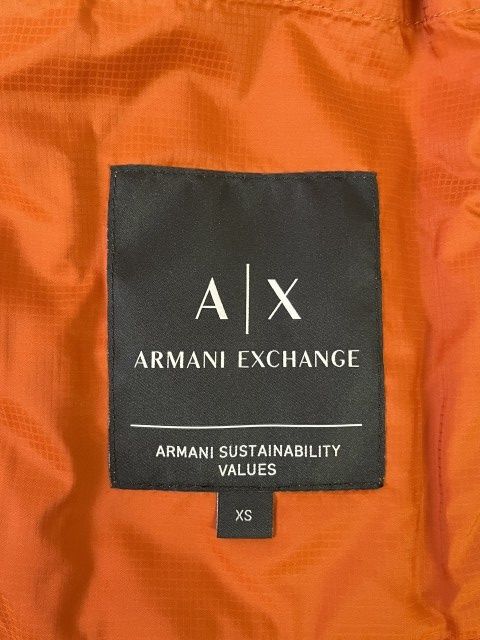 A|X
ARMANI EXCHANGE
ARMANI SUSTAINABILITY
VALUES
XS